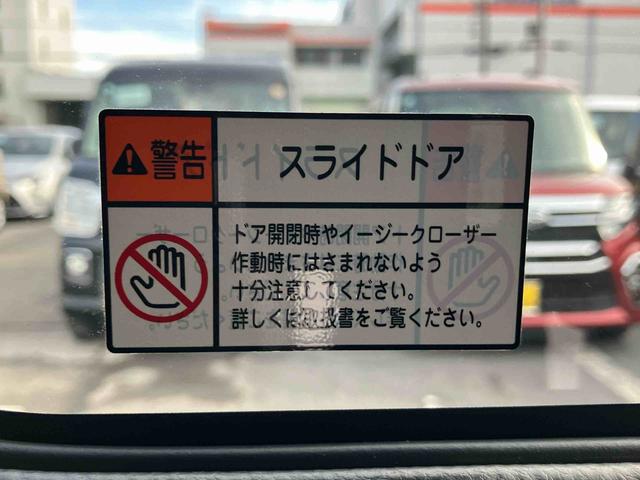 警告
スライドドア
ドア開閉時やイージークローザー
作動時にはさまれないよう
十分注意してください。
詳しくは取扱書をご覧ください。